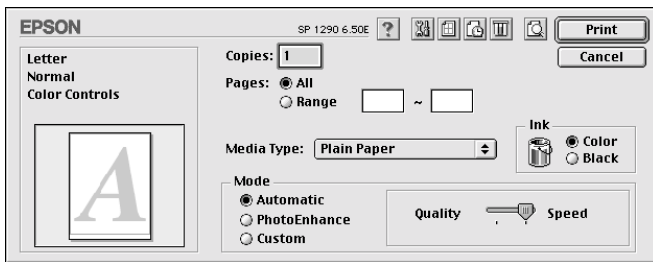 EPSON
SP 1290 6.50E
?
Print
Cancel
Letter
Normal
Color Controls
A
Copies: 1
Pages: All
Range ~
Media Type: Plain Paper
Ink
Color
Black
Mode
Automatic
PhotoEnhance
Custom
Quality Speed